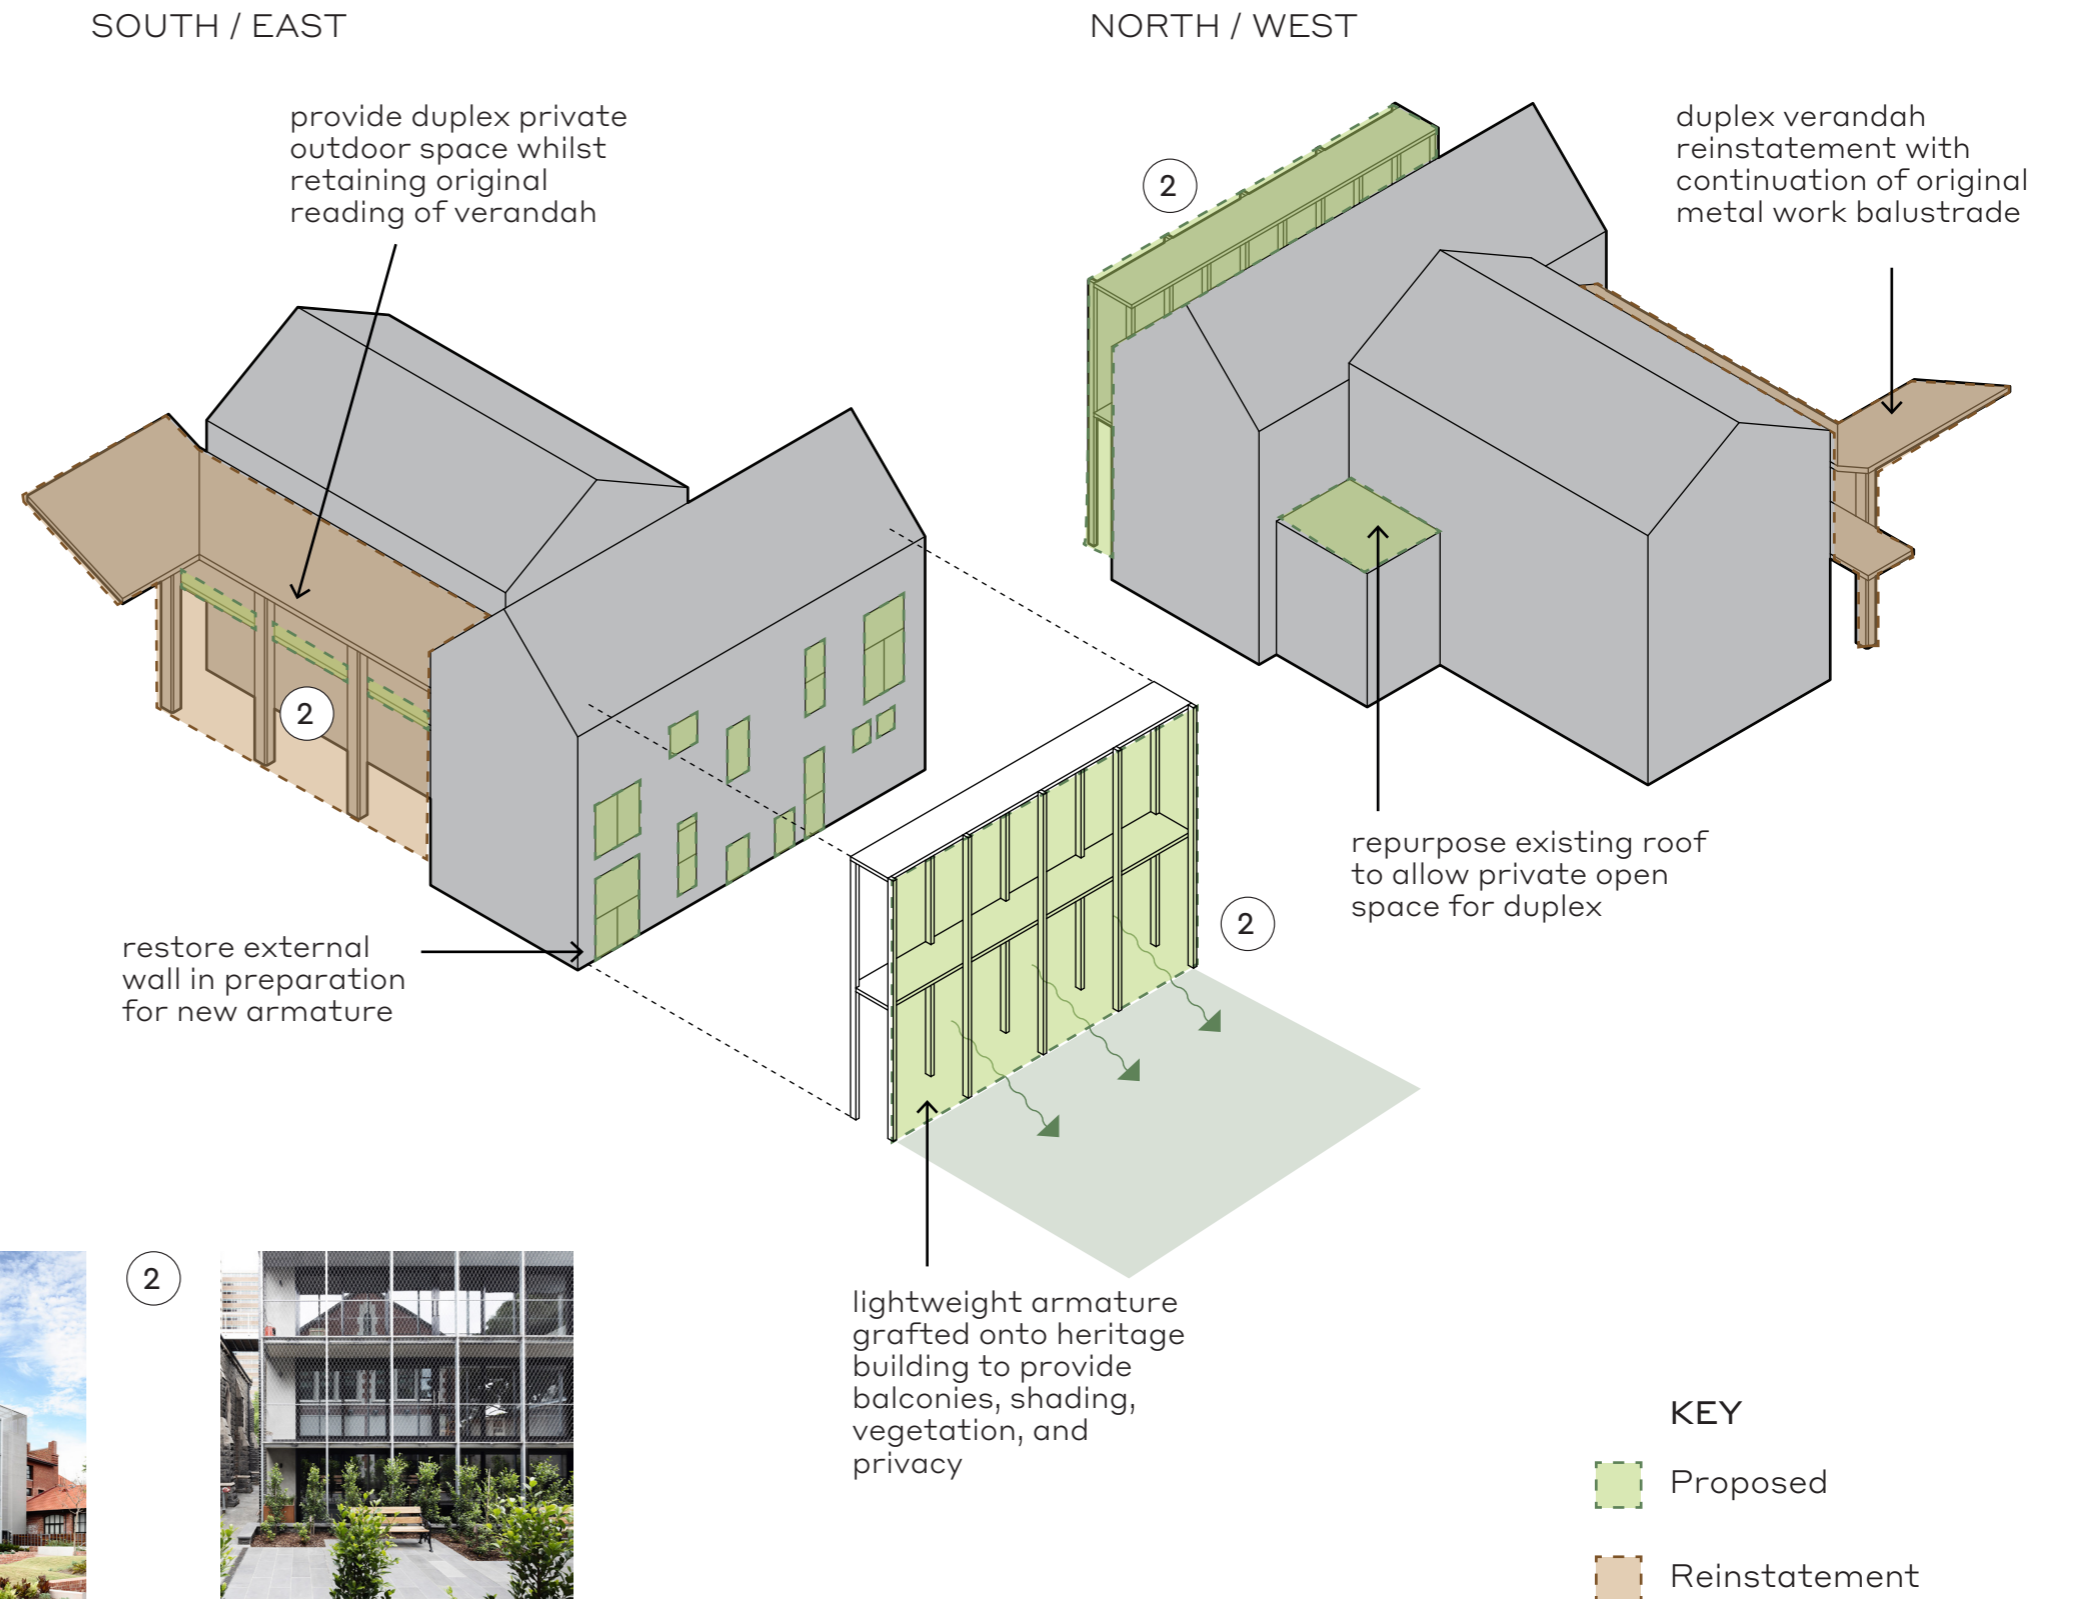 SOUTH / EAST
NORTH / WEST
provide duplex private
outdoor space whilst
retaining original
reading of verandah
duplex verandah
reinstatement with
continuation of original
metal work balustrade
2
2
2
repurpose existing roof
to allow private open
space for duplex
restore external
wall in preparation
for new armature
2
lightweight armature
grafted onto heritage
building to provide
balconies, shading,
vegetation, and
privacy
KEY
Proposed
Reinstatement